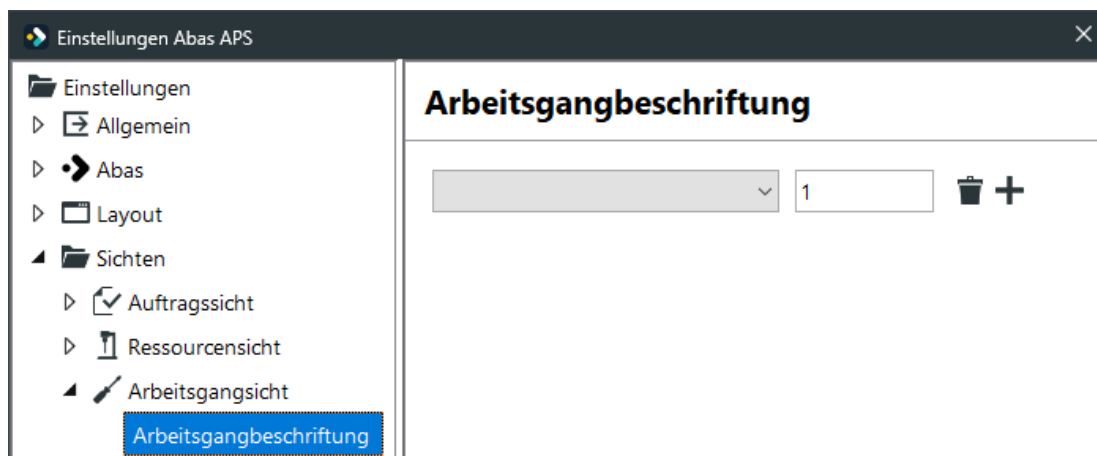 Einstellungen Abas APS
Einstellungen
Allgemein
Abas
Layout
Sichten
Auftragssicht
Ressourcensicht
Arbeitsgangsicht
Arbeitsgangbeschriftung
Arbeitsgangbeschriftung
1